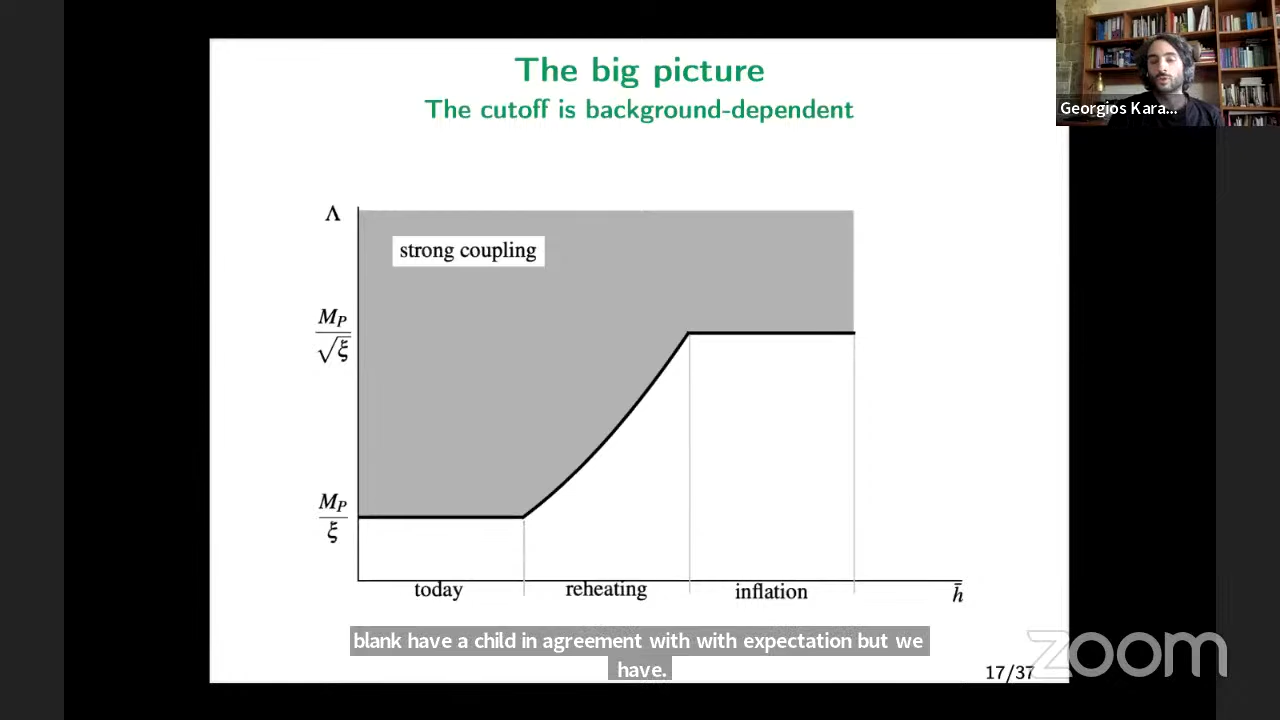 The big picture
The cutoff is background-dependent
Georgios Kara...
Λ
strong coupling
M_P
√ξ
M_P
ξ
today reheating inflation h̄
blank have a child in agreement with with expectation but we
have.
17/37
zoom